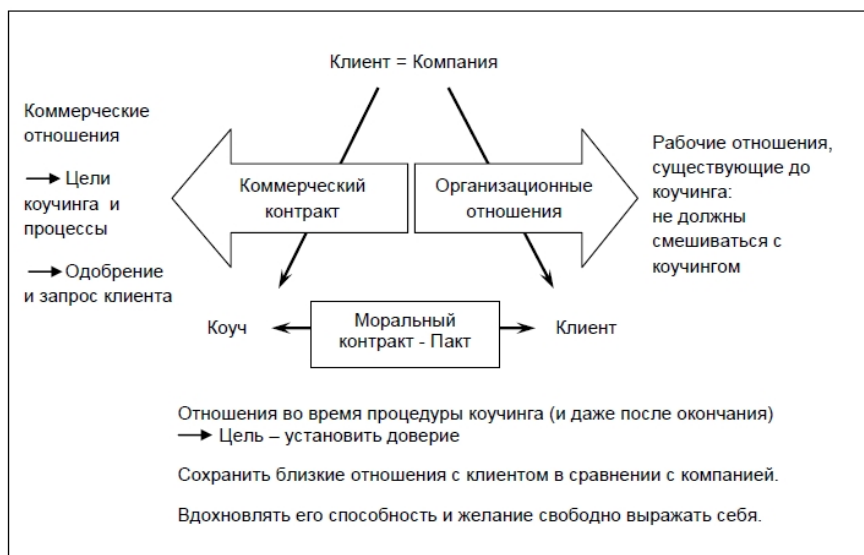 Клиент = Компания
Коммерческие
отношения
→ Цели
коучинга и
процессы
→ Одобрение
и запрос клиента
Коммерческий
контракт
Организационные
отношения
Рабочие отношения,
существующие до
коучинга:
не должны
смешиваться с
коучингом
Коуч
Моральный
контракт - Пакт
Клиент
Отношения во время процедуры коучинга (и даже после окончания)
→ Цель – установить доверие
Сохранить близкие отношения с клиентом в сравнении с компанией.
Вдохновлять его способность и желание свободно выражать себя.